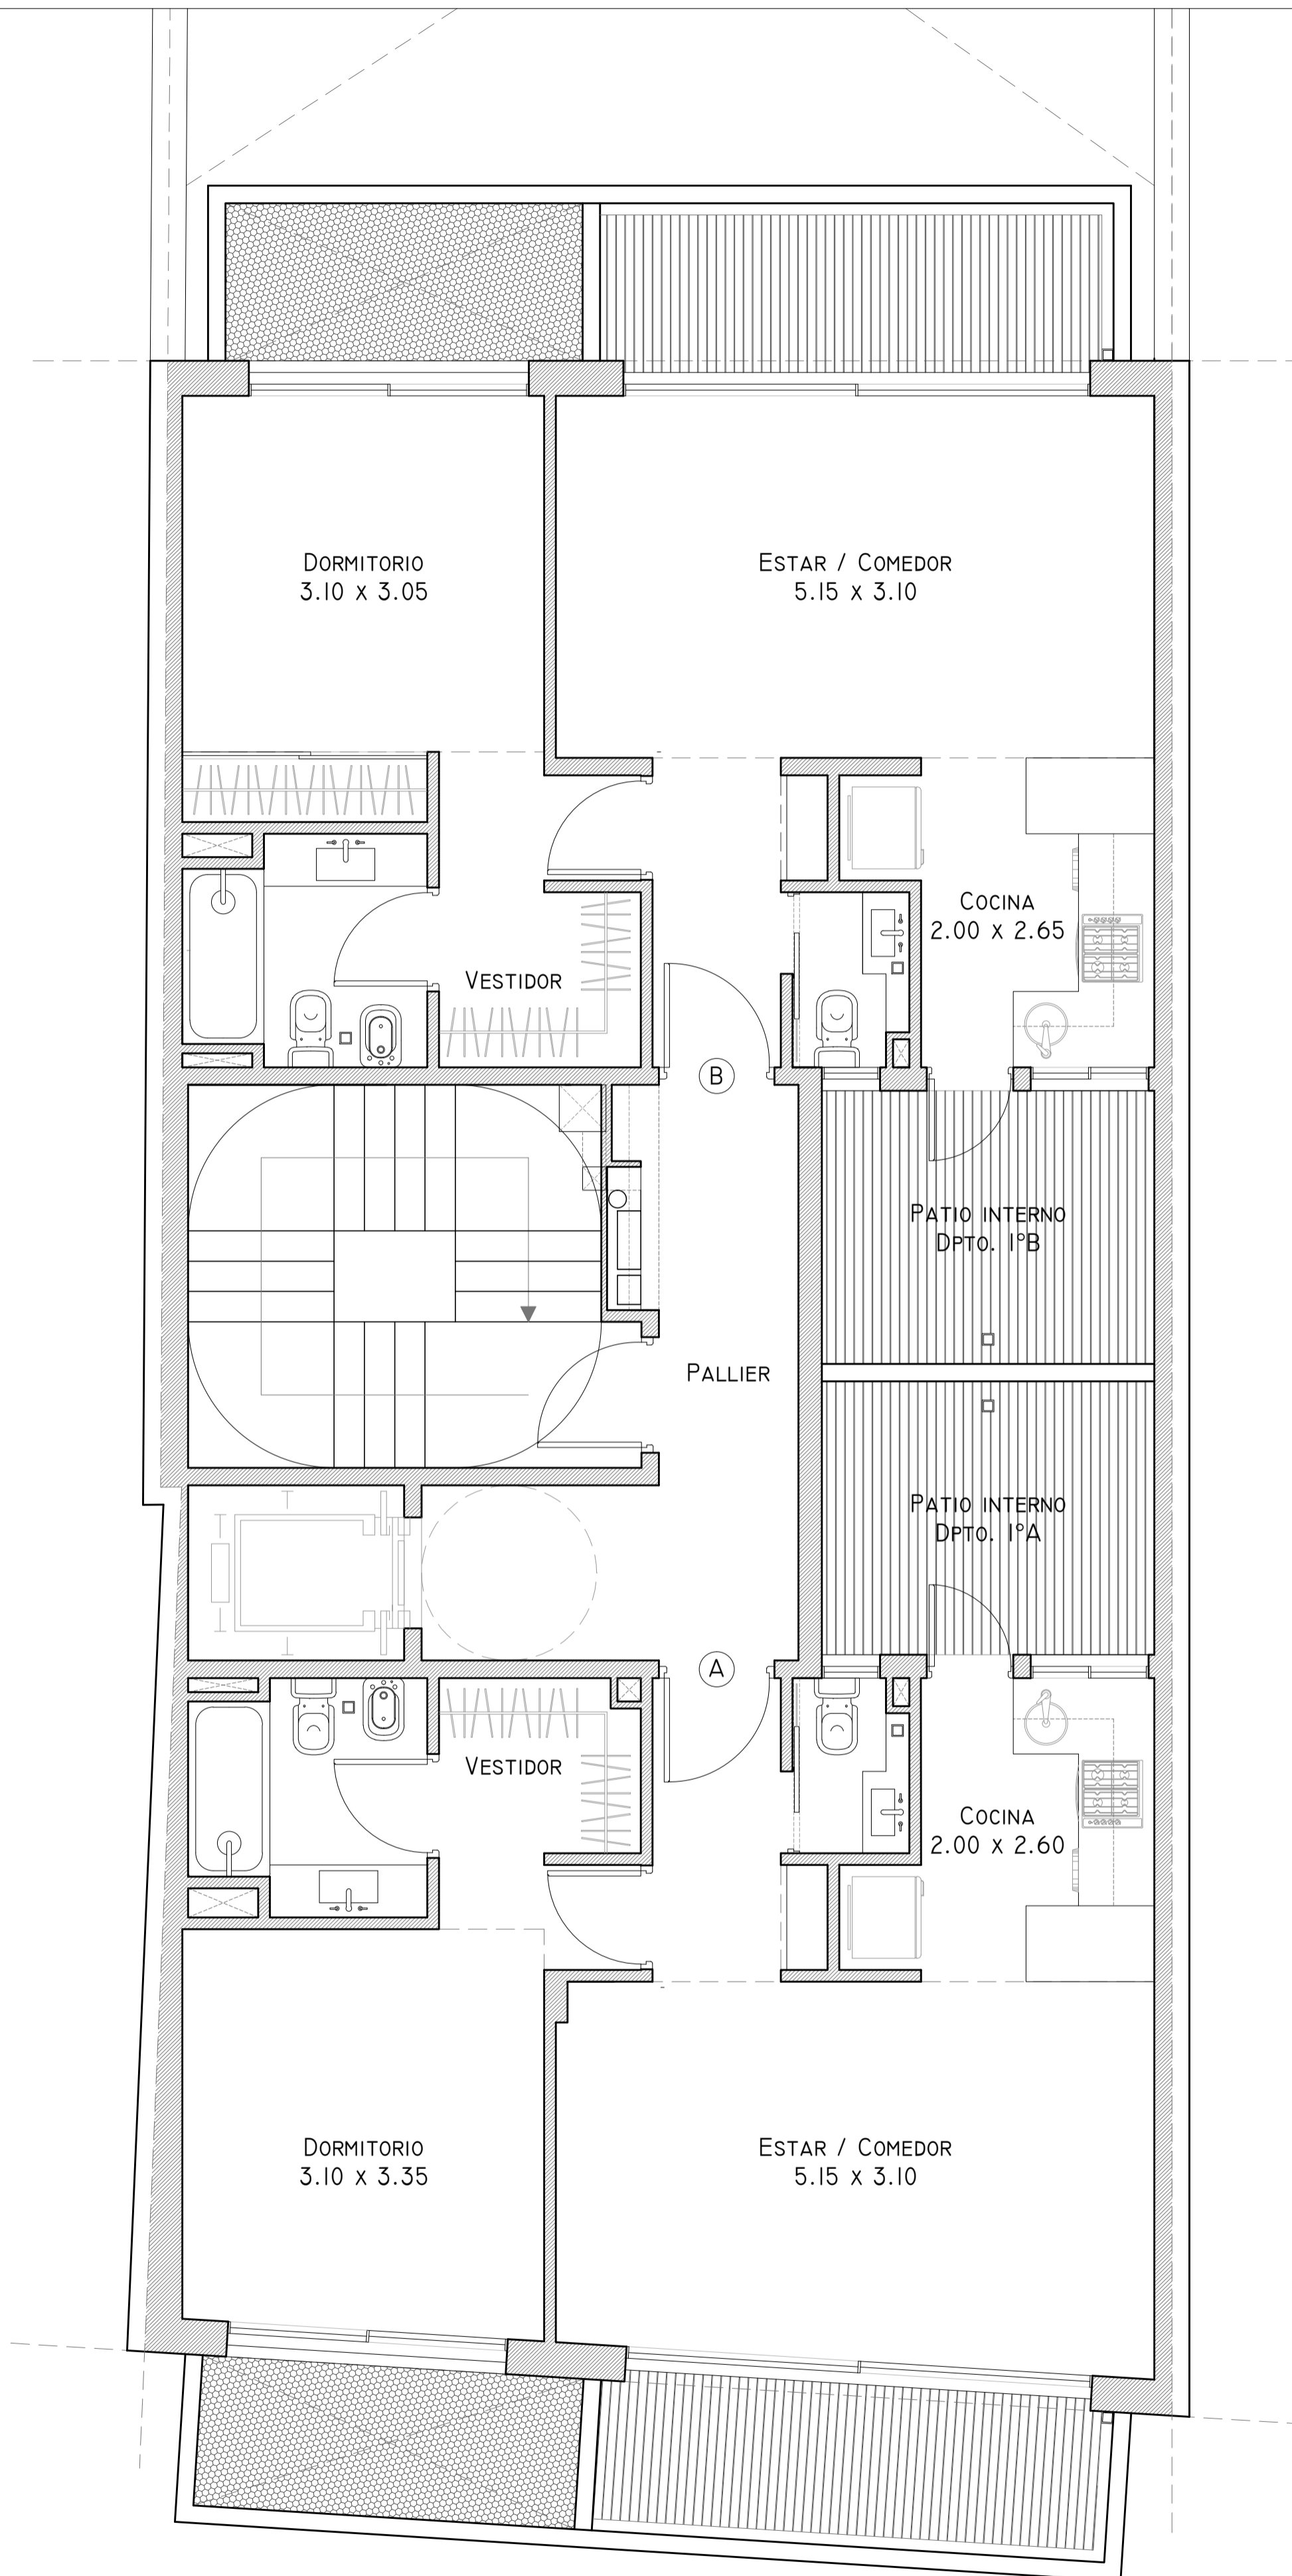 DORMITORIO
3.10 x 3.05
ESTAR / COMEDOR
5.15 x 3.10
COCINA
2.00 x 2.65
VESTIDOR
B
PATIO INTERNO
DPTO. 1°B
PALLIER
PATIO INTERNO
DPTO. 1°A
A
VESTIDOR
COCINA
2.00 x 2.60
DORMITORIO
3.10 x 3.35
ESTAR / COMEDOR
5.15 x 3.10